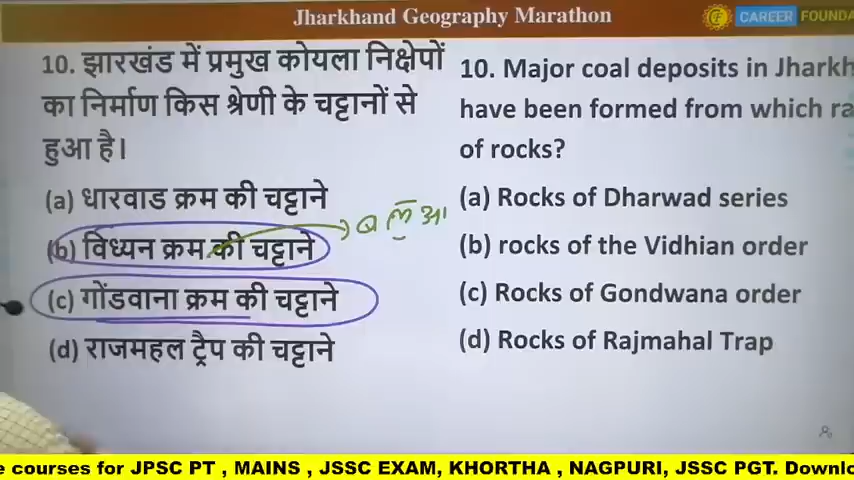 Jharkhand Geography Marathon
CAREER FOUNDA
10. झारखंड में प्रमुख कोयला निक्षेपों
का निर्माण किस श्रेणी के चट्टानों से
हुआ है।
(a) धारवाड क्रम की चट्टाने
(b) विध्यन क्रम की चट्टाने
बलुआ
(c) गोंडवाना क्रम की चट्टाने
(d) राजमहल ट्रैप की चट्टाने
10. Major coal deposits in Jharkh
have been formed from which ra
of rocks?
(a) Rocks of Dharwad series
(b) rocks of the Vidhian order
(c) Rocks of Gondwana order
(d) Rocks of Rajmahal Trap
e courses for JPSC PT , MAINS , JSSC EXAM, KHORTHA , NAGPURI, JSSC PGT. Downlo